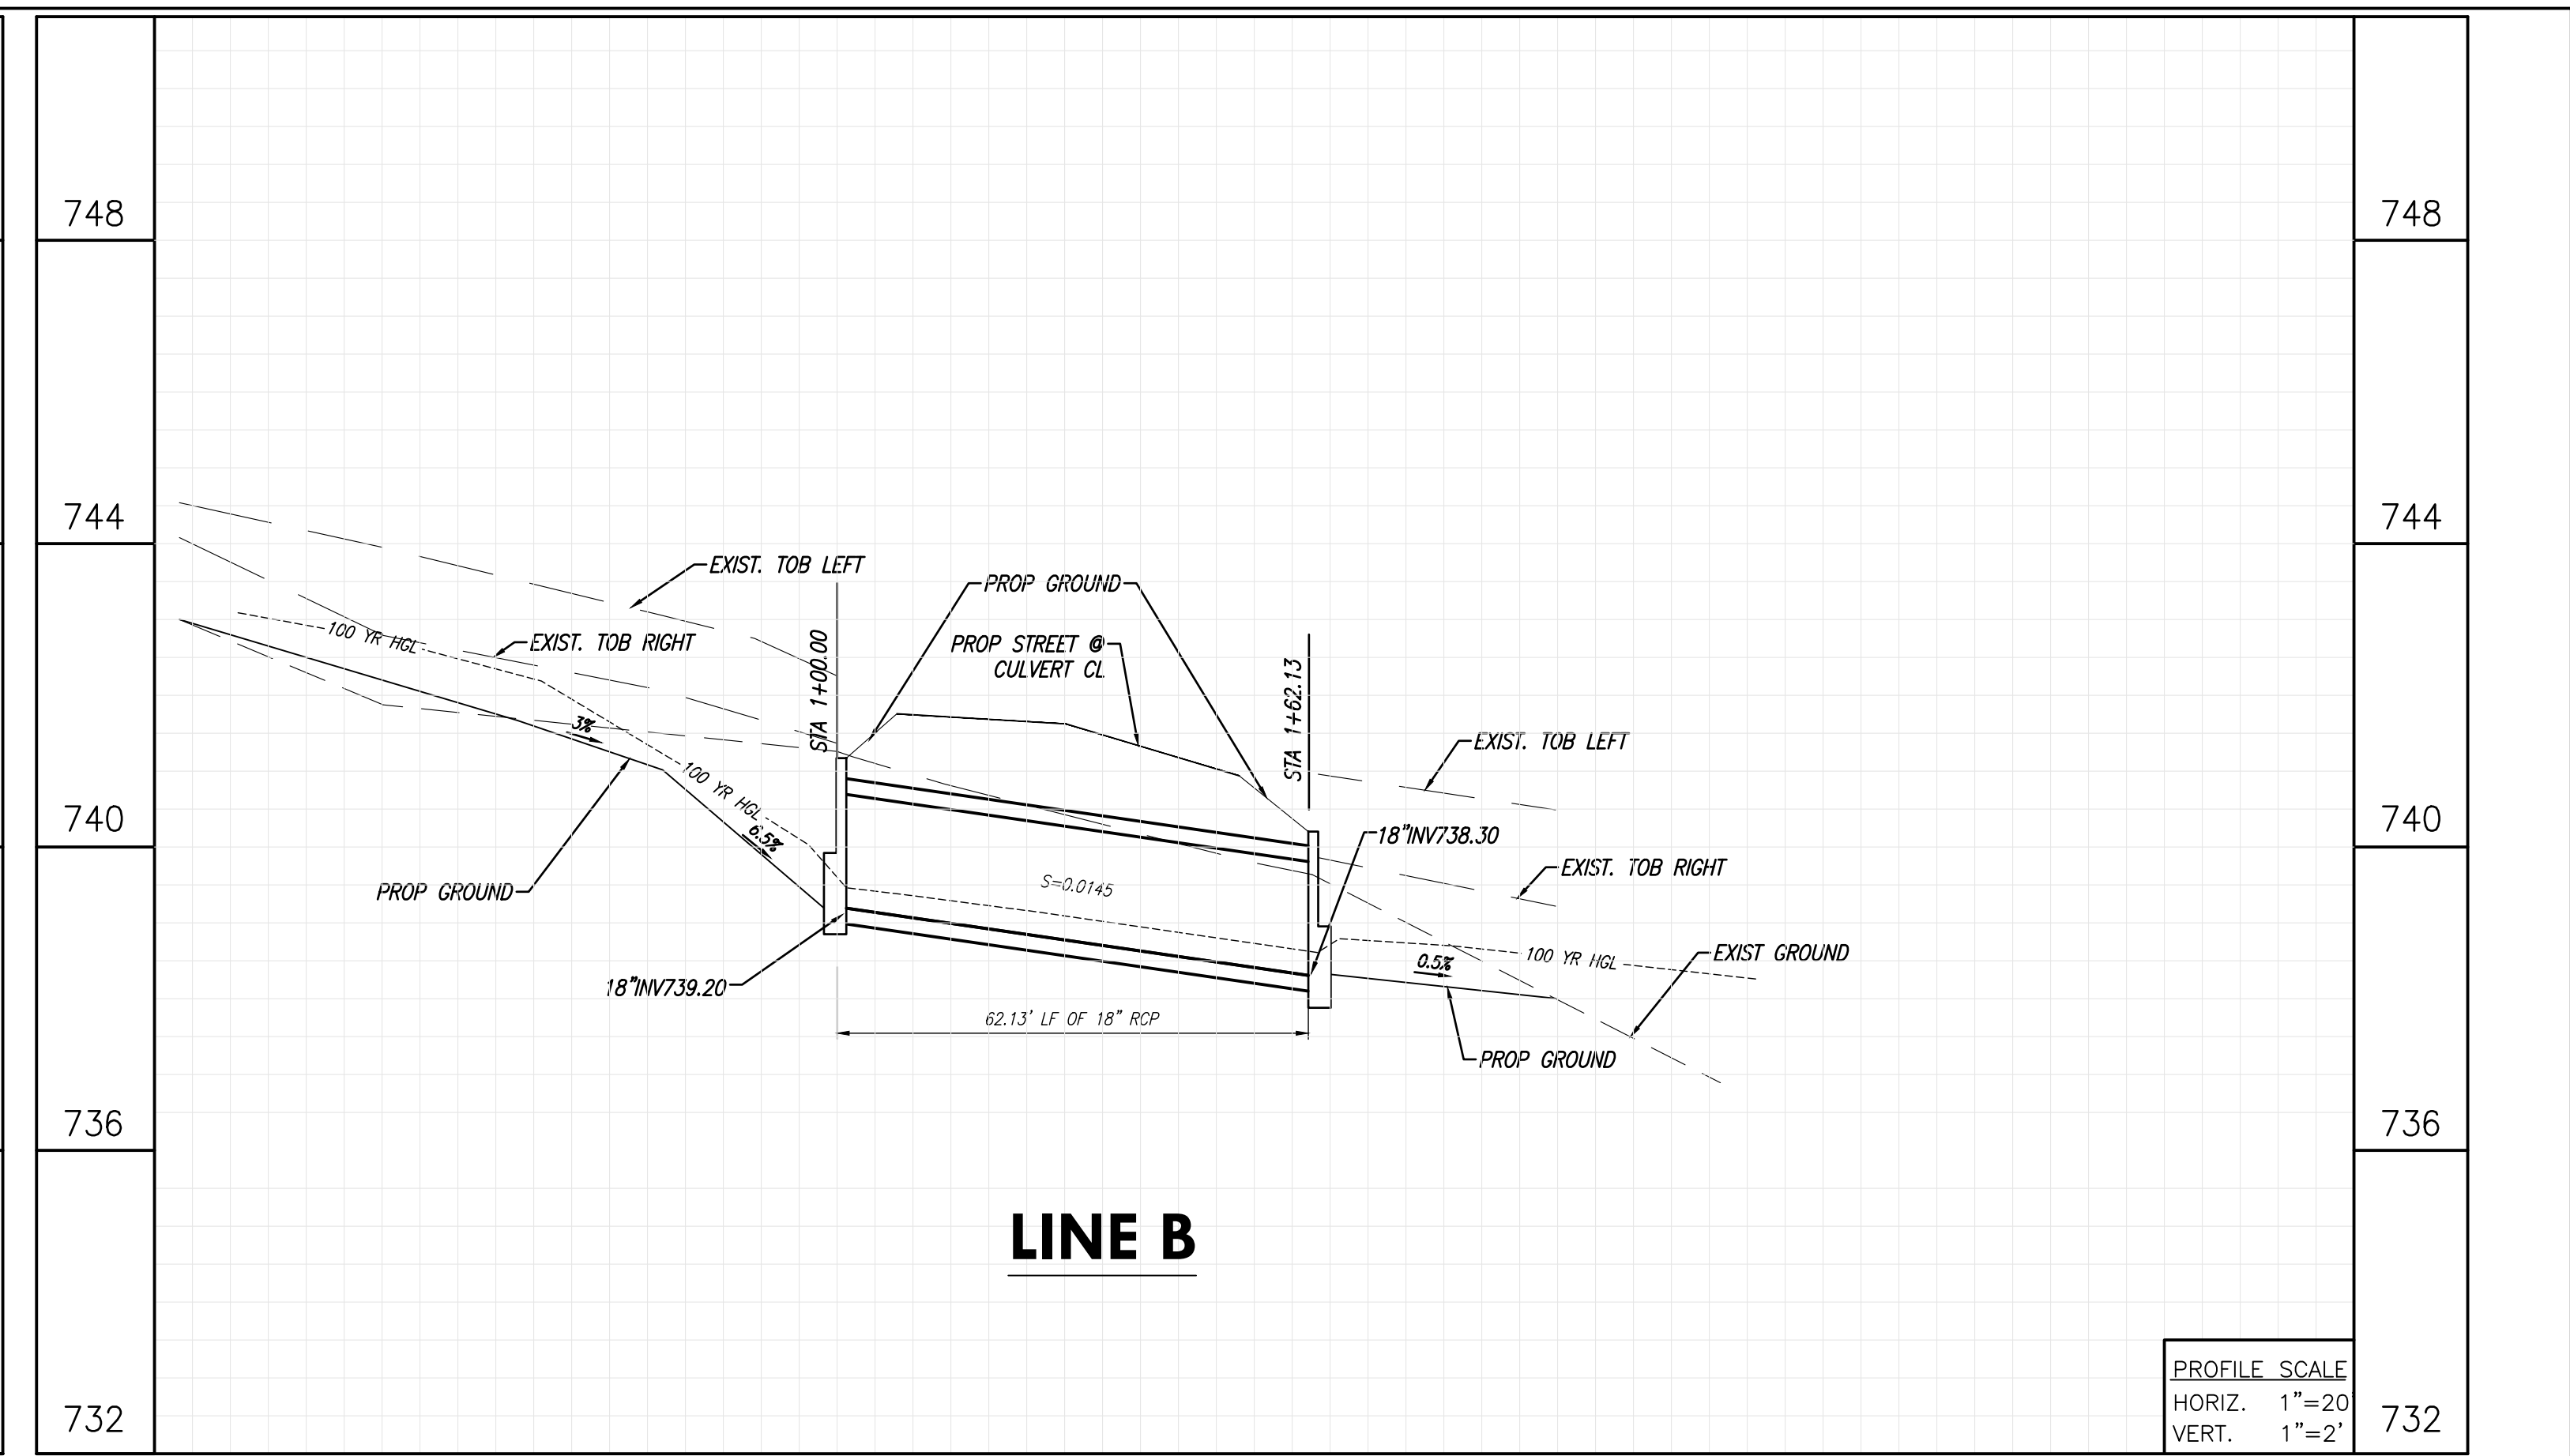 748
748
744
744
EXIST. TOB LEFT
PROP GROUND
100 YR HGL
EXIST. TOB RIGHT
STA 1+00.00
PROP STREET @
CULVERT CL
STA 1+62.13
3%
EXIST. TOB LEFT
100 YR HGL
740
740
6.5%
18"INV738.30
PROP GROUND
S=0.0145
EXIST. TOB RIGHT
EXIST GROUND
0.5%
100 YR HGL
18"INV739.20
62.13' LF OF 18" RCP
PROP GROUND
736
736
LINE B
PROFILE SCALE
HORIZ. 1"=20'
VERT. 1"=2'
732
732